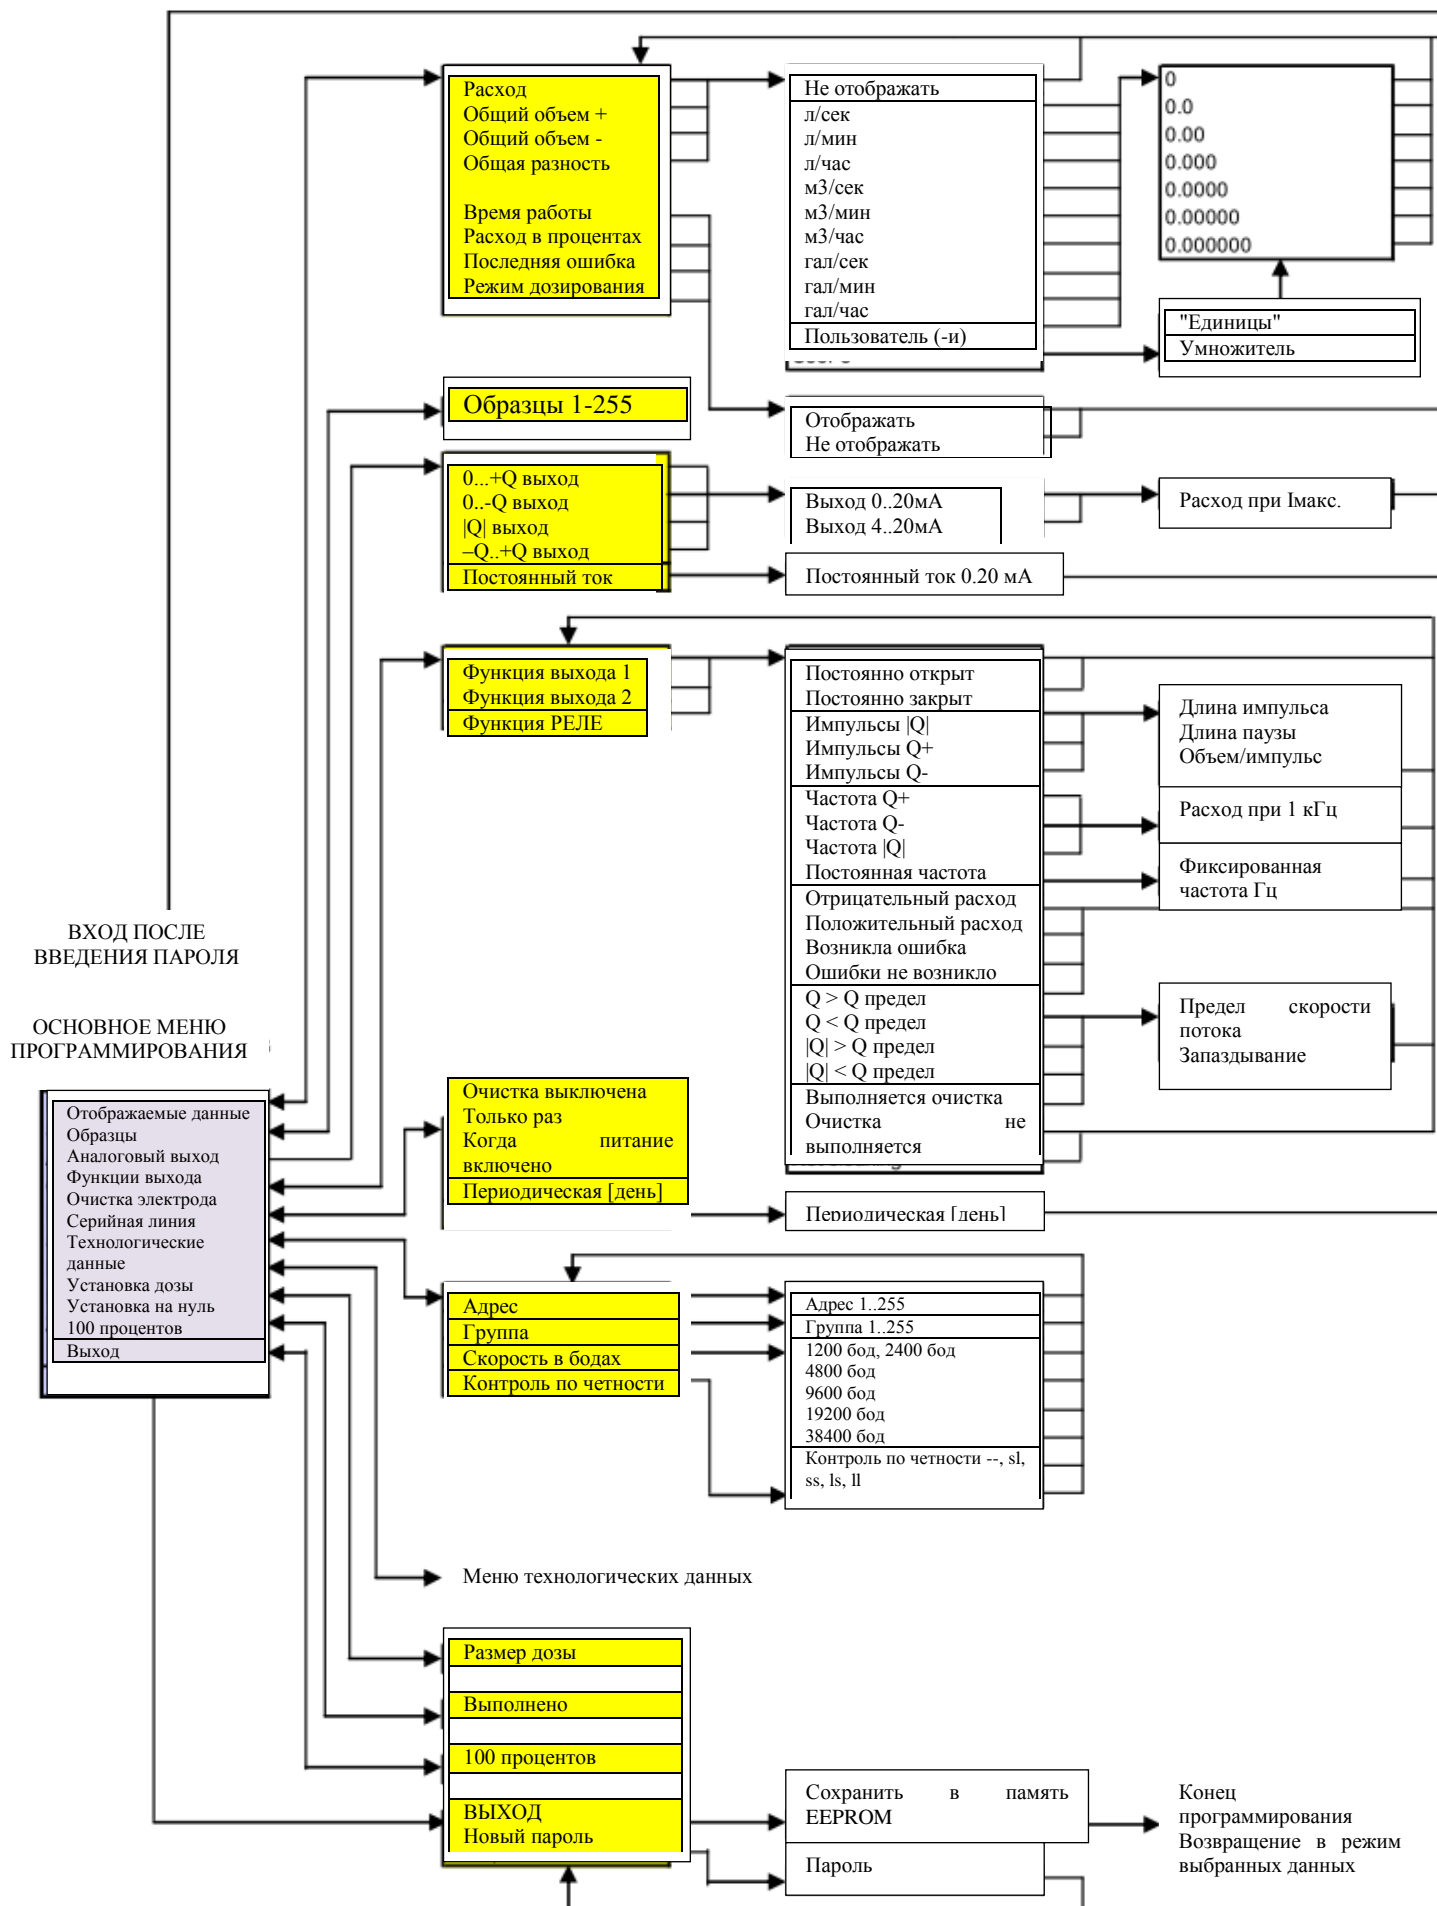 Расход
Общий объем +
Общий объем -
Общая разность
Время работы
Расход в процентах
Последняя ошибка
Режим дозирования
Не отображать
л/сек
л/мин
л/час
м3/сек
м3/мин
м3/час
гал/сек
гал/мин
гал/час
Пользователь (-и)
0
0.0
0.00
0.000
0.0000
0.00000
0.000000
"Единицы"
Умножитель
Образцы 1-255
Отображать
Не отображать
0...+Q выход
0..-Q выход
|Q| выход
–Q..+Q выход
Постоянный ток
Выход 0..20мА
Выход 4..20мА
Расход при Iмакс.
Постоянный ток 0.20 мА
Функция выхода 1
Функция выхода 2
Функция РЕЛЕ
Постоянно открыт
Постоянно закрыт
Импульсы |Q|
Импульсы Q+
Импульсы Q-
Частота Q+
Частота Q-
Частота |Q|
Постоянная частота
Отрицательный расход
Положительный расход
Возникла ошибка
Ошибки не возникло
Q > Q предел
Q < Q предел
|Q| > Q предел
|Q| < Q предел
Выполняется очистка
Очистка не
выполняется
Длина импульса
Длина паузы
Объем/импульс
Расход при 1 кГц
Фиксированная
частота Гц
Предел скорости
потока
Запаздывание
ВХОД ПОСЛЕ
ВВЕДЕНИЯ ПАРОЛЯ
ОСНОВНОЕ МЕНЮ
ПРОГРАММИРОВАНИЯ
Отображаемые данные
Образцы
Аналоговый выход
Функции выхода
Очистка электрода
Серийная линия
Технологические
данные
Установка дозы
Установка на нуль
100 процентов
Выход
Очистка выключена
Только раз
Когда питание
включено
Периодическая [день]
Периодическая [день]
Адрес
Группа
Скорость в бодах
Контроль по четности
Адрес 1..255
Группа 1..255
1200 бод, 2400 бод
4800 бод
9600 бод
19200 бод
38400 бод
Контроль по четности --, sl,
ss, ls, ll
Меню технологических данных
Размер дозы
Выполнено
100 процентов
ВЫХОД
Новый пароль
Сохранить в память
EEPROM
Пароль
Конец
программирования
Возвращение в режим
выбранных данных